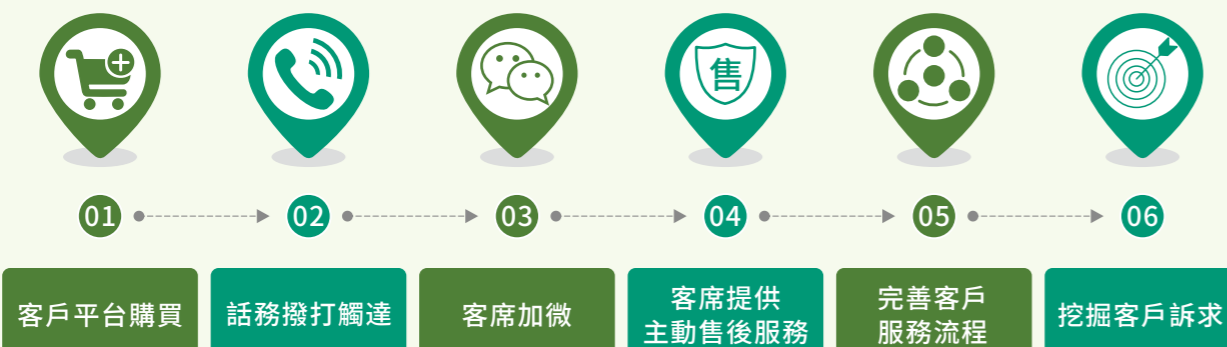 售
01
02
03
04
05
06
客戶平台購買
話務撥打觸達
客席加微
客席提供
主動售後服務
完善客戶
服務流程
挖掘客戶訴求